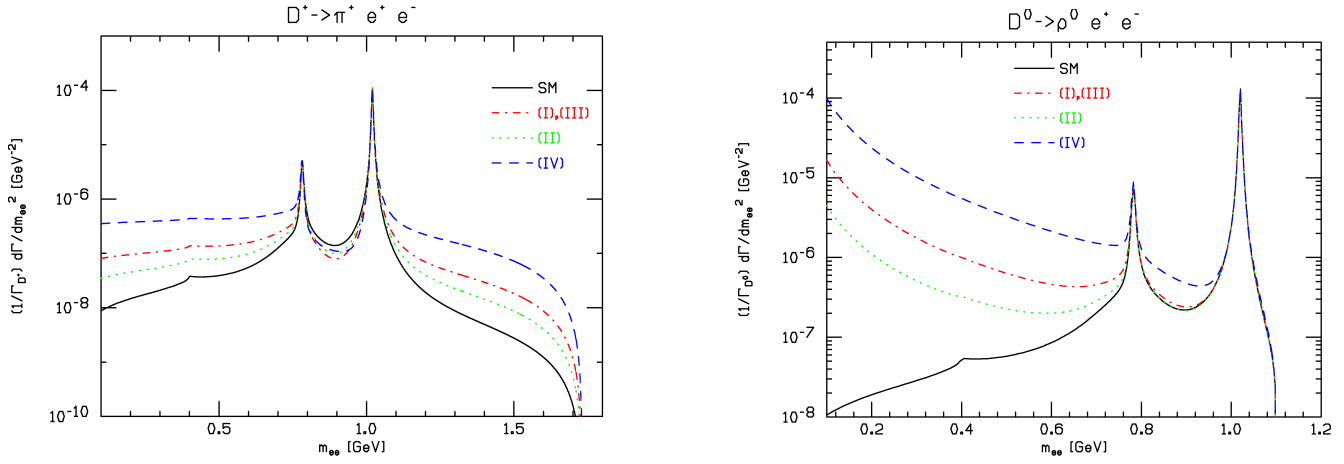 D⁺->π⁺ e⁺ e⁻
(1/Γ_D⁺) dΓ/dm_ee² [GeV⁻²]
10⁻⁴
10⁻⁶
10⁻⁸
10⁻¹⁰
SM
(I),(III)
(II)
(IV)
0.5
1.0
1.5
m_ee [GeV]
D⁰->ρ⁰ e⁺ e⁻
(1/Γ_D⁰) dΓ/dm_ee² [GeV⁻²]
10⁻⁴
10⁻⁵
10⁻⁶
10⁻⁷
10⁻⁸
SM
(I),(III)
(II)
(IV)
0.2
0.4
0.6
0.8
1.0
1.2
m_ee [GeV]